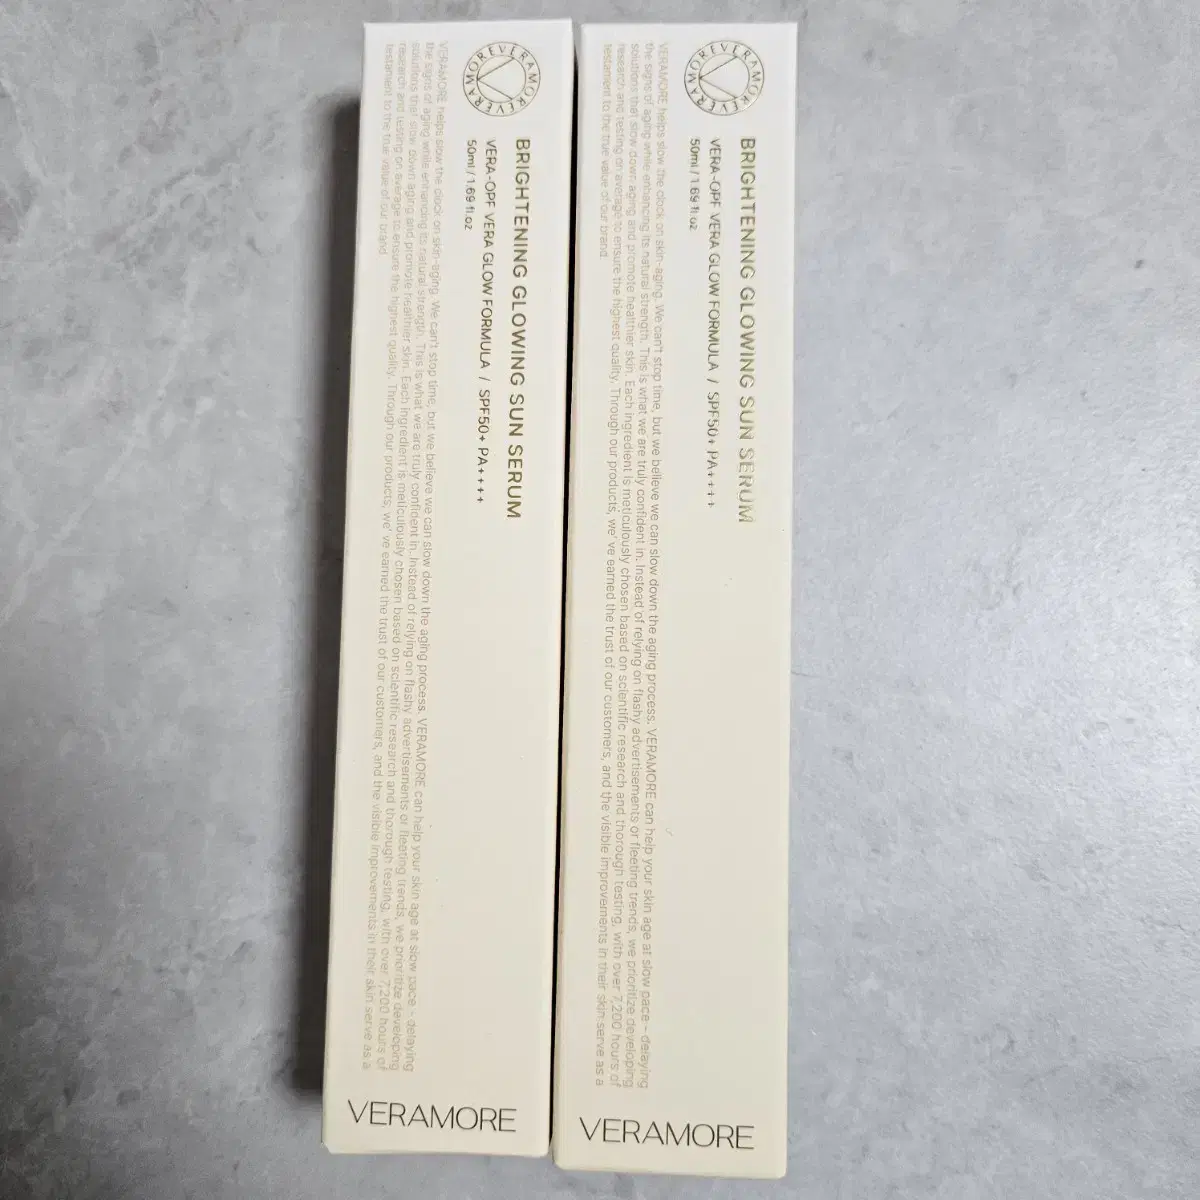 VERAMORE VERAMORE
BRIGHTENING GLOWING SUN SERUM
VERA-OPF VERA GLOW FORMULA / SPF50+ PA++++
50ml / 1.69 fl.oz
VERAMORE helps slow the clock on skin-aging. We can't stop time, but we believe we can slow down the aging process. VERAMORE can help your skin age at slow pace - delaying
the signs of aging while enhancing its natural strength. This is what we are truly confident in. Instead of relying on flashy advertisements or fleeting trends, we prioritize developing
solutions that slow down aging and promote healthier skin. Each ingredient is meticulously chosen based on scientific research and thorough testing, with over 7,200 hours of
research and testing on average to ensure the highest quality. Through our products, we've earned the trust of our customers, and the visible improvements in their skin serve as a
testament to the true value of our brand.
VERAMORE
VERAMORE VERAMORE
BRIGHTENING GLOWING SUN SERUM
VERA-OPF VERA GLOW FORMULA / SPF50+ PA++++
50ml / 1.69 fl.oz
VERAMORE helps slow the clock on skin-aging. We can't stop time, but we believe we can slow down the aging process. VERAMORE can help your skin age at slow pace - delaying
the signs of aging while enhancing its natural strength. This is what we are truly confident in. Instead of relying on flashy advertisements or fleeting trends, we prioritize developing
solutions that slow down aging and promote healthier skin. Each ingredient is meticulously chosen based on scientific research and thorough testing, with over 7,200 hours of
research and testing on average to ensure the highest quality. Through our products, we've earned the trust of our customers, and the visible improvements in their skin serve as a
testament to the true value of our brand.
VERAMORE